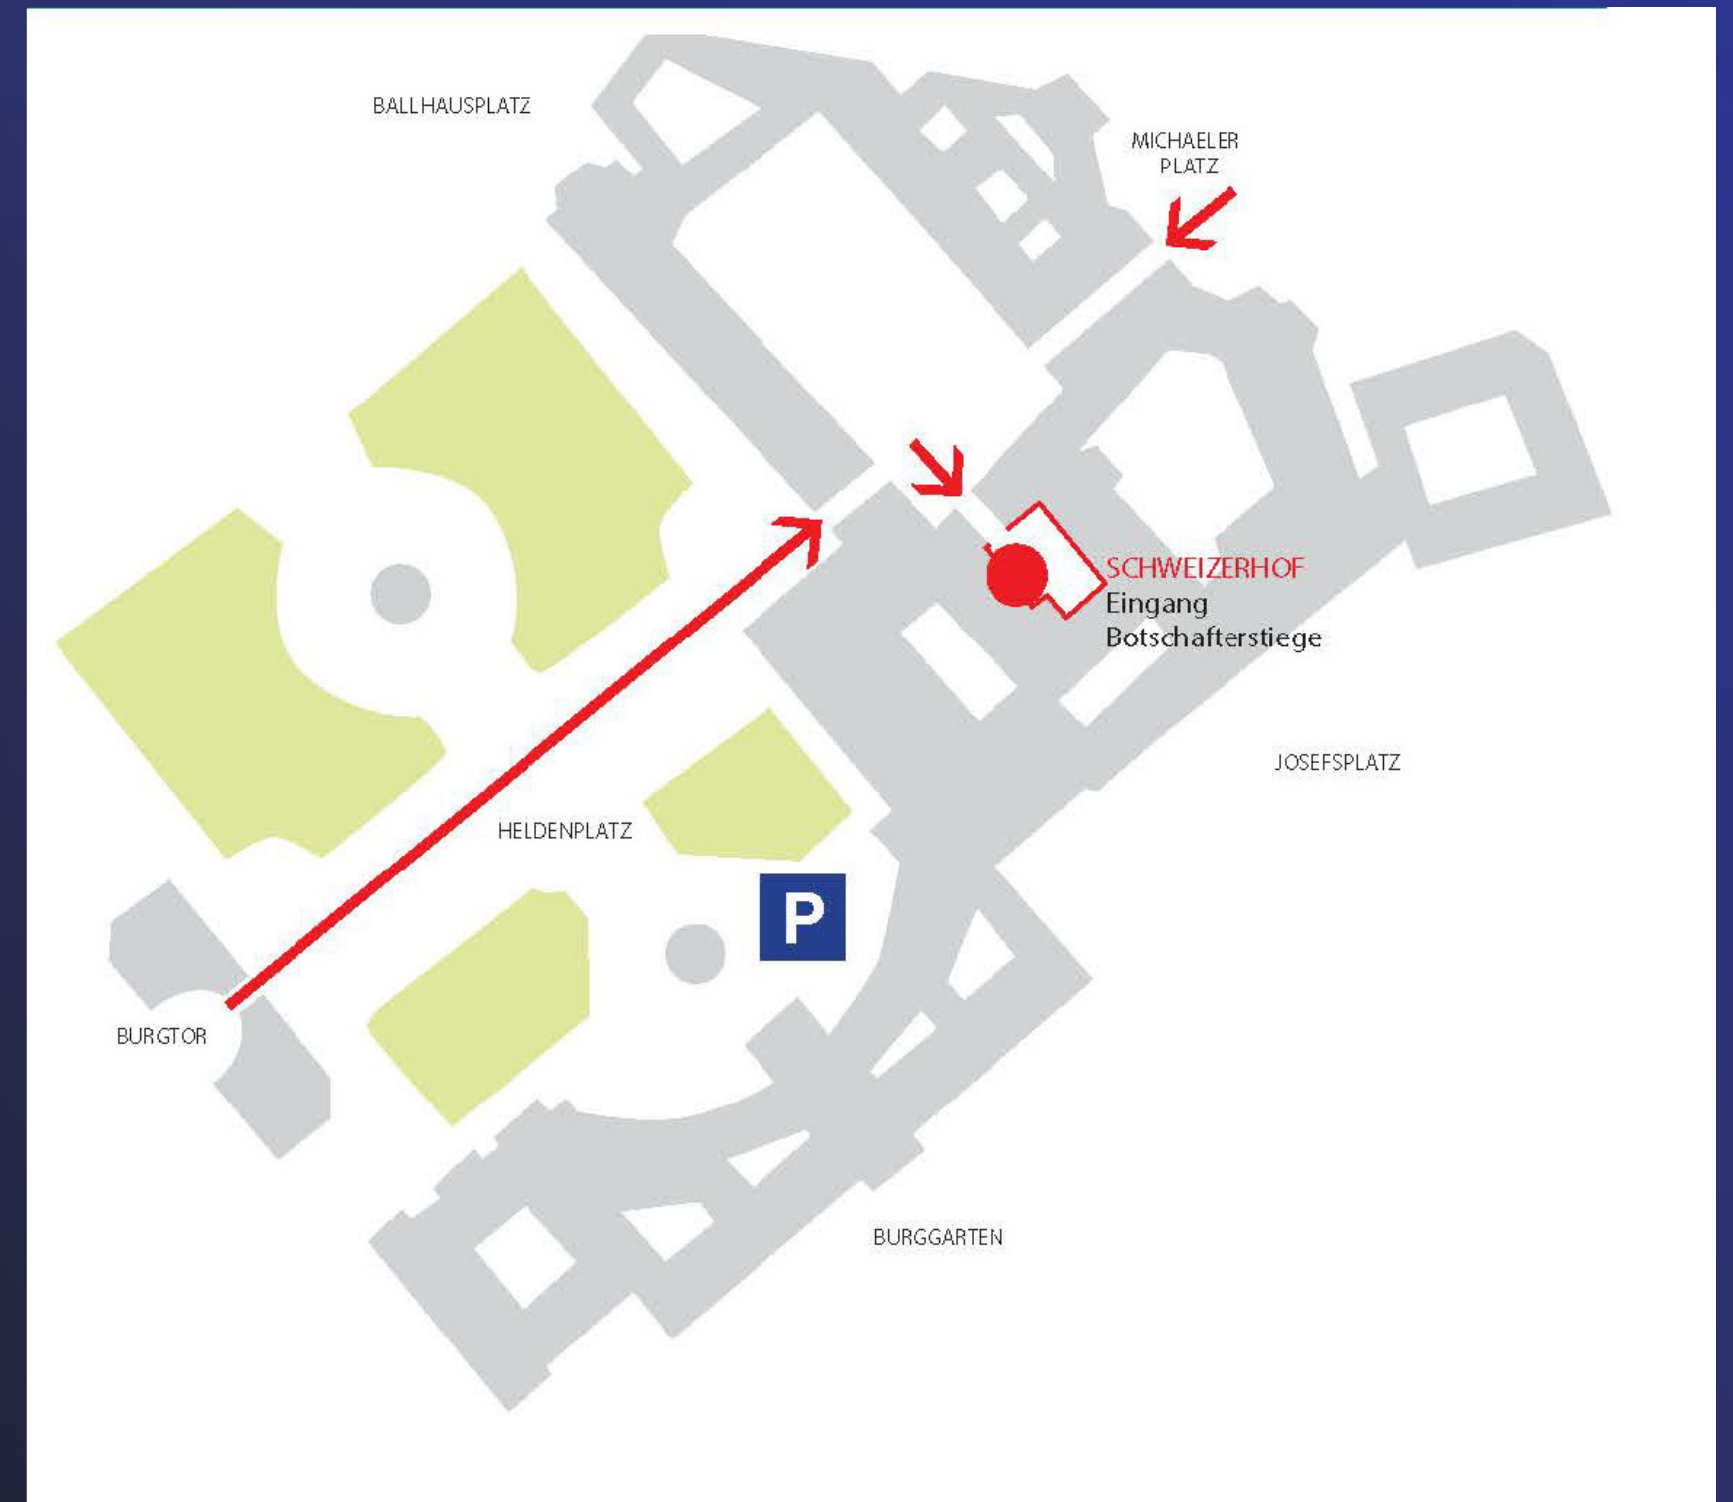 BALLHAUSPLATZ
MICHAELER
PLATZ
SCHWEIZERHOF
Eingang
Botschafterstiege
JOSEFSPLATZ
HELDENPLATZ
P
BURGTOR
BURGGARTEN